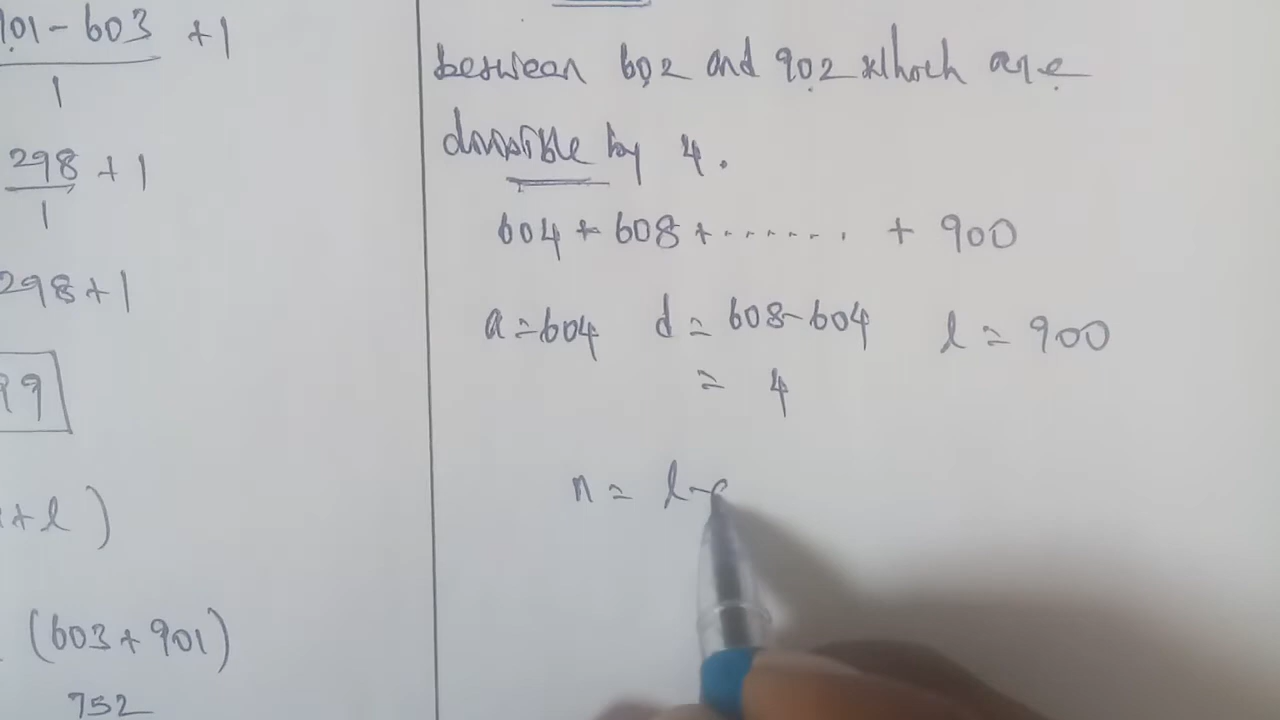 901 - 603 + 1
1
298 + 1
1
298 + 1
99
+ l )
(603 + 901)
752
between 602 and 902 which are
divisible by 4.
604 + 608 + ....... + 900
a = 604 d = 608 - 604 l = 900
= 4
n = l - a